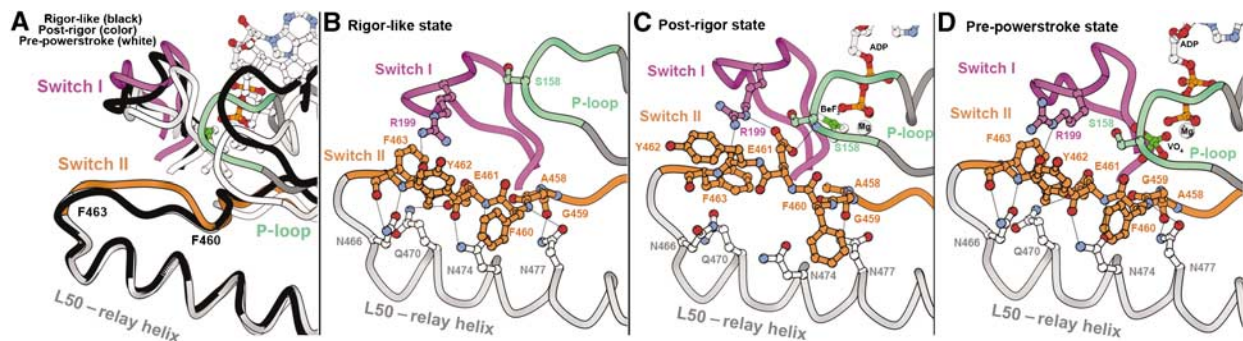 A
Rigor-like (black)
Post-rigor (color)
Pre-powerstroke (white)
Switch I
Switch II
F463
F460
P-loop
L50 – relay helix
B Rigor-like state
Switch I
S158
P-loop
R199
Switch II
F463
Y462
E461
A458
G459
F460
N466
Q470
N474
N477
L50 – relay helix
C Post-rigor state
ADP
Switch I
BeF
Mg
R199
P-loop
S158
Y462
E461
A458
F463
F460
G459
N466
Q470
N474
N477
L50 – relay helix
D Pre-powerstroke state
ADP
Switch I
Mg
R199
S158
VO4
Switch II
F463
P-loop
Y462
E461
G459
A458
F460
N466
Q470
N474
N477
L50 – relay helix